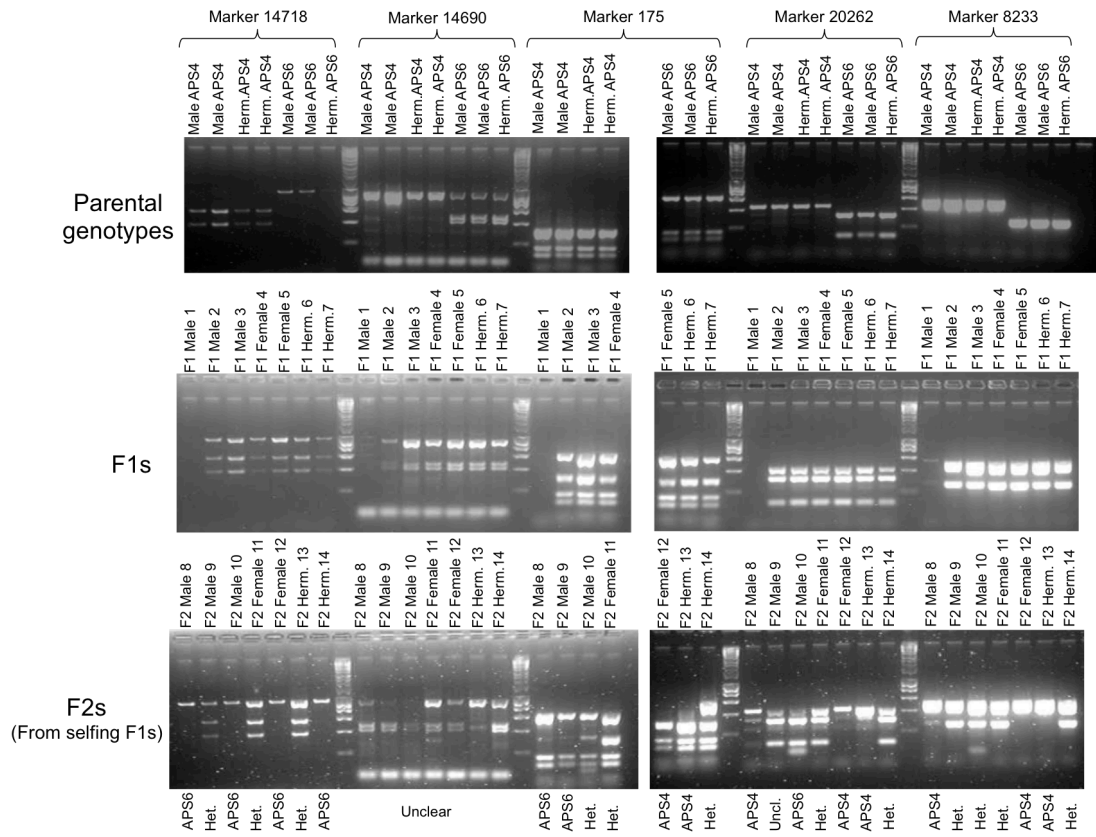 Marker 14718 Marker 14690 Marker 175 Marker 20262 Marker 8233
Male APS4 Male APS4 Herm.APS4 Herm. APS4 Male APS6 Male APS6 Herm. APS6 Male APS4 Male APS4 Herm.APS4 Herm. APS4 Male APS6 Male APS6 Herm. APS6 Male APS4 Male APS4 Herm.APS4 Herm. APS4 Male APS6 Male APS6 Herm. APS6 Male APS4 Male APS4 Herm.APS4 Herm. APS4 Male APS6 Male APS6 Herm. APS6 Male APS4 Male APS4 Herm.APS4 Herm. APS4 Male APS6 Male APS6 Herm. APS6
Parental
genotypes
F1 Male 1 F1 Male 2 F1 Male 3 F1 Female 4 F1 Female 5 F1 Herm. 6 F1 Herm.7 F1 Male 1 F1 Male 2 F1 Male 3 F1 Female 4 F1 Female 5 F1 Herm. 6 F1 Herm.7 F1 Male 1 F1 Male 2 F1 Male 3 F1 Female 4 F1 Female 5 F1 Herm. 6 F1 Herm.7 F1 Male 1 F1 Male 2 F1 Male 3 F1 Female 4 F1 Female 5 F1 Herm. 6 F1 Herm.7 F1 Male 1 F1 Male 2 F1 Male 3 F1 Female 4 F1 Female 5 F1 Herm. 6 F1 Herm.7
F1s
F2 Male 8 F2 Male 9 F2 Male 10 F2 Female 11 F2 Female 12 F2 Herm. 13 F2 Herm.14 F2 Male 8 F2 Male 9 F2 Male 10 F2 Female 11 F2 Female 12 F2 Herm. 13 F2 Herm.14 F2 Male 8 F2 Male 9 F2 Male 10 F2 Female 11 F2 Female 12 F2 Herm. 13 F2 Herm.14 F2 Male 8 F2 Male 9 F2 Male 10 F2 Female 11 F2 Female 12 F2 Herm. 13 F2 Herm.14 F2 Male 8 F2 Male 9 F2 Male 10 F2 Female 11 F2 Female 12 F2 Herm. 13 F2 Herm.14
F2s
(From selfing F1s)
APS6 Het. APS6 Het. APS6 Het. APS6 Unclear APS6 APS6 Het. Het. APS4 APS4 Het. APS4 Uncl. APS6 Het. APS4 APS4 Het. APS4 Het. Het. Het. APS4 APS4 Het.